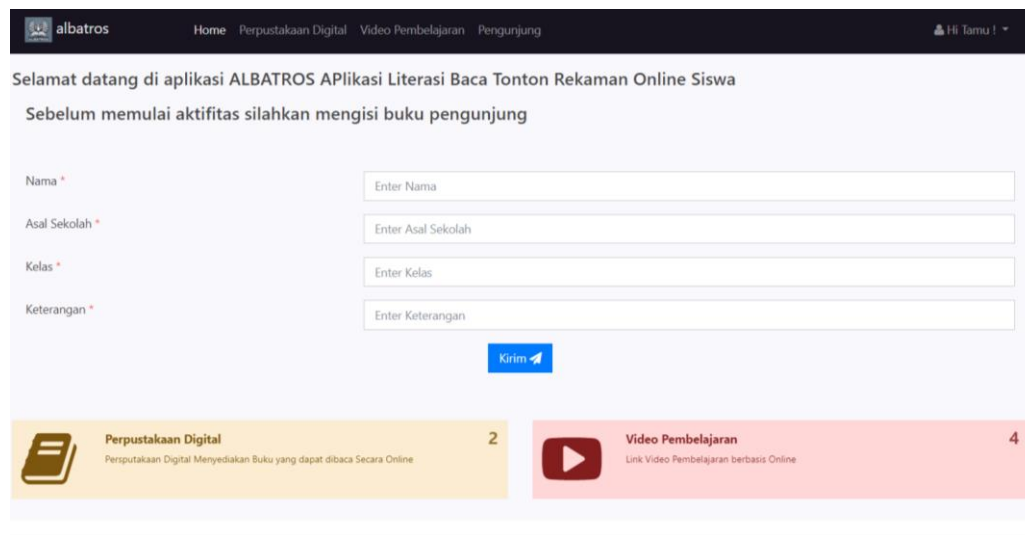 albatros Home Perpustakaan Digital Video Pembelajaran Pengunjung Hi Tamu !
Selamat datang di aplikasi ALBATROS APlikasi Literasi Baca Tonton Rekaman Online Siswa
Sebelum memulai aktifitas silahkan mengisi buku pengunjung
Nama * Enter Nama
Asal Sekolah * Enter Asal Sekolah
Kelas * Enter Kelas
Keterangan * Enter Keterangan
Kirim
Perpustakaan Digital 2
Persputakaan Digital Menyediakan Buku yang dapat dibaca Secara Online
Video Pembelajaran 4
Link Video Pembelajaran berbasis Online